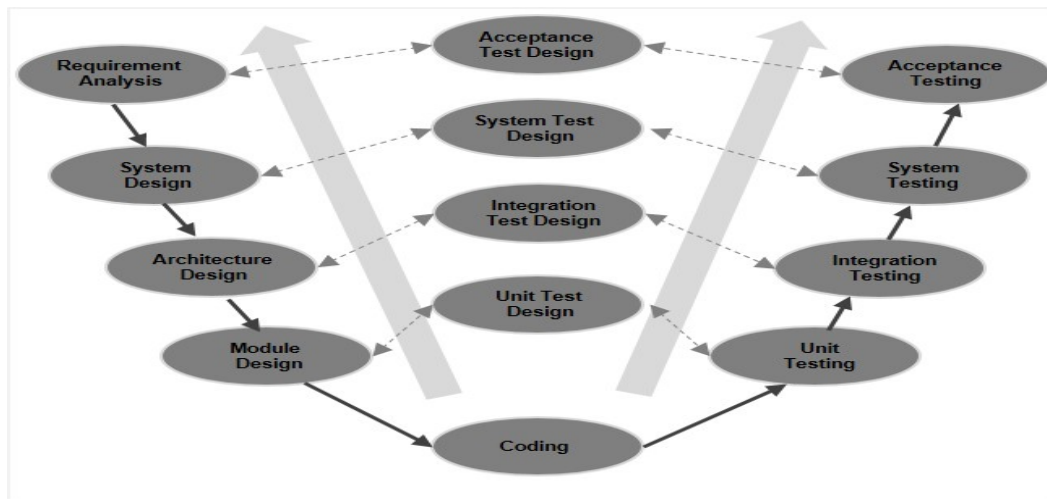 Requirement
Analysis
Acceptance
Test Design
Acceptance
Testing
System
Design
System Test
Design
System
Testing
Architecture
Design
Integration
Test Design
Integration
Testing
Module
Design
Unit Test
Design
Unit
Testing
Coding